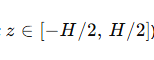 z ∈ [−H/2, H/2])